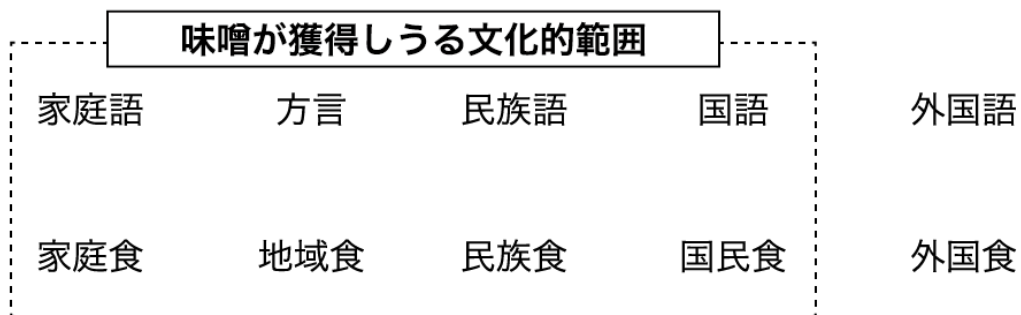 味噌が獲得しうる文化的範囲
家庭語 方言 民族語 国語 外国語
家庭食 地域食 民族食 国民食 外国食